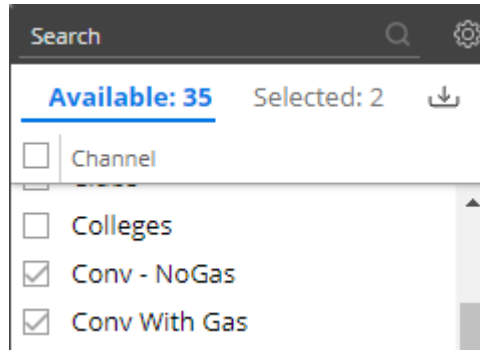 Search
Available: 35 Selected: 2
Channel
Colleges
Conv - NoGas
Conv With Gas